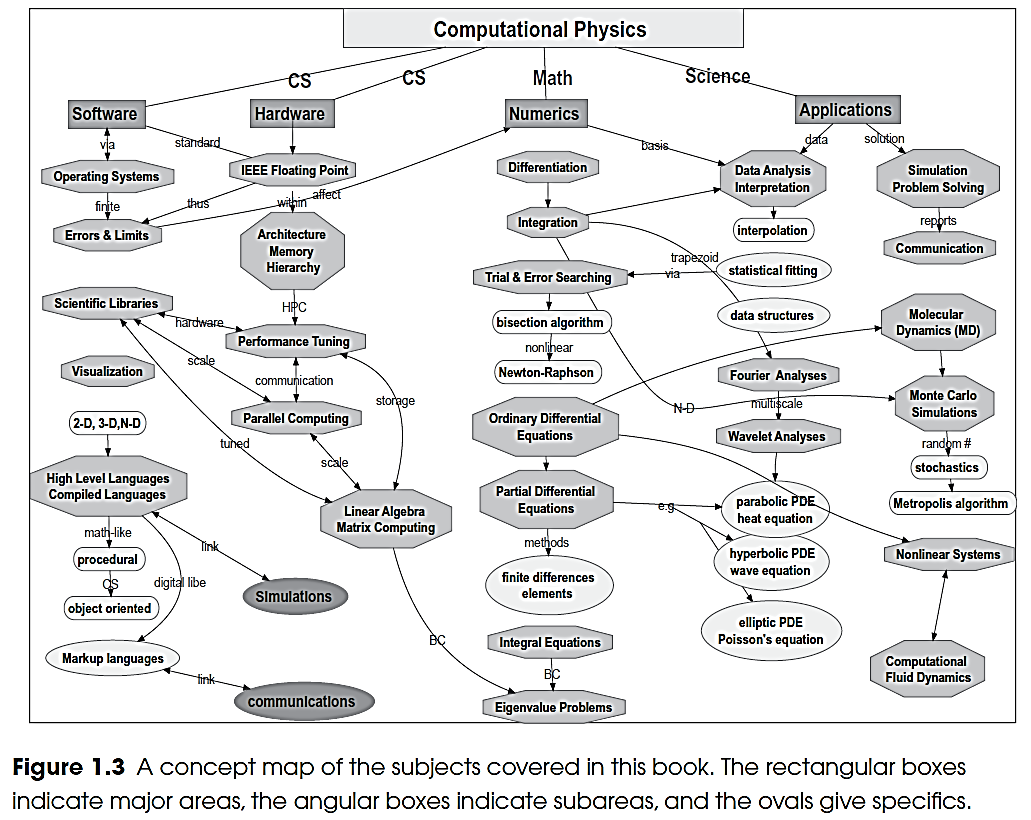 Computational Physics
CS
CS
Math
Science
Software
Hardware
Numerics
Applications
via
standard
basis
data
solution
Operating Systems
IEEE Floating Point
Differentiation
Data Analysis
Interpretation
Simulation
Problem Solving
finite
thus
within
affect
reports
Errors & Limits
Architecture
Memory
Hierarchy
Integration
interpolation
Communication
trapezoid
via
Trial & Error Searching
statistical fitting
Scientific Libraries
HPC
hardware
bisection algorithm
data structures
Molecular
Dynamics (MD)
Performance Tuning
nonlinear
scale
Visualization
communication
Newton-Raphson
Fourier Analyses
storage
N-D
multiscale
Monte Carlo
Simulations
2-D, 3-D,N-D
Parallel Computing
Ordinary Differential
Equations
Wavelet Analyses
random #
tuned
scale
stochastics
High Level Languages
Compiled Languages
Linear Algebra
Matrix Computing
Partial Differential
Equations
e.g.
parabolic PDE
heat equation
Metropolis algorithm
math-like
link
methods
procedural
hyperbolic PDE
wave equation
Nonlinear Systems
CS
digital libe
finite differences
elements
object oriented
Simulations
elliptic PDE
Poisson's equation
BC
Integral Equations
Markup languages
link
BC
Computational
Fluid Dynamics
communications
Eigenvalue Problems
Figure 1.3 A concept map of the subjects covered in this book. The rectangular boxes
indicate major areas, the angular boxes indicate subareas, and the ovals give specifics.